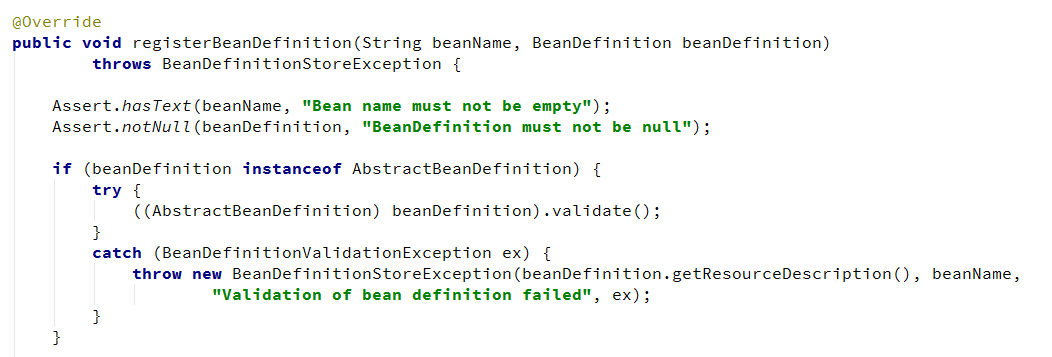 @Override
public void registerBeanDefinition(String beanName, BeanDefinition beanDefinition)
        throws BeanDefinitionStoreException {

    Assert.hasText(beanName, "Bean name must not be empty");
    Assert.notNull(beanDefinition, "BeanDefinition must not be null");

    if (beanDefinition instanceof AbstractBeanDefinition) {
        try {
            ((AbstractBeanDefinition) beanDefinition).validate();
        }
        catch (BeanDefinitionValidationException ex) {
            throw new BeanDefinitionStoreException(beanDefinition.getResourceDescription(), beanName,
                    "Validation of bean definition failed", ex);
        }
    }